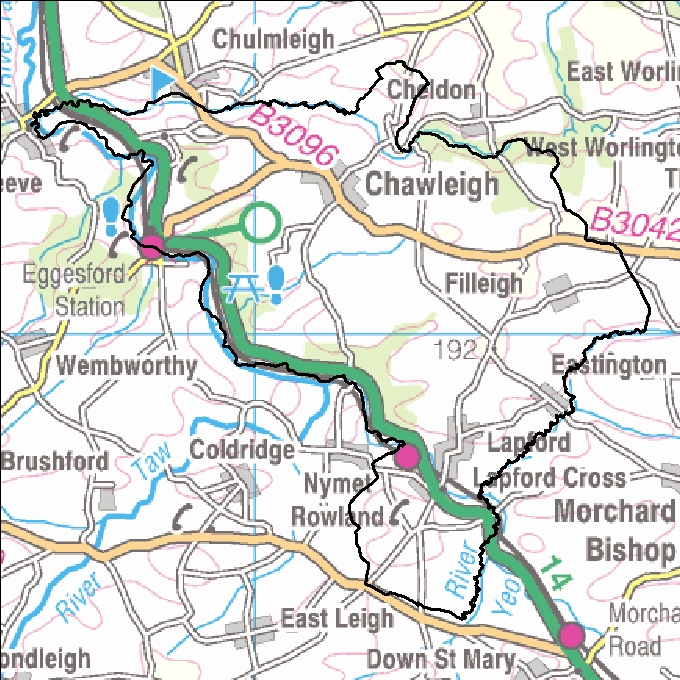 Chulmleigh
River Ta
East Worlin
Cheldon
B3096
West Worlingto
eeve
Chawleigh
B3042
Eggesford
Station
Filleigh
192
Wembworthy
Eastington
Brushford
Taw
Coldridge
Lapford
Nymet
Rowland
Lapford Cross
Morchard
Bishop
River
River
Yeo
14
East Leigh
Morcha
Road
ondleigh
Down St Mary